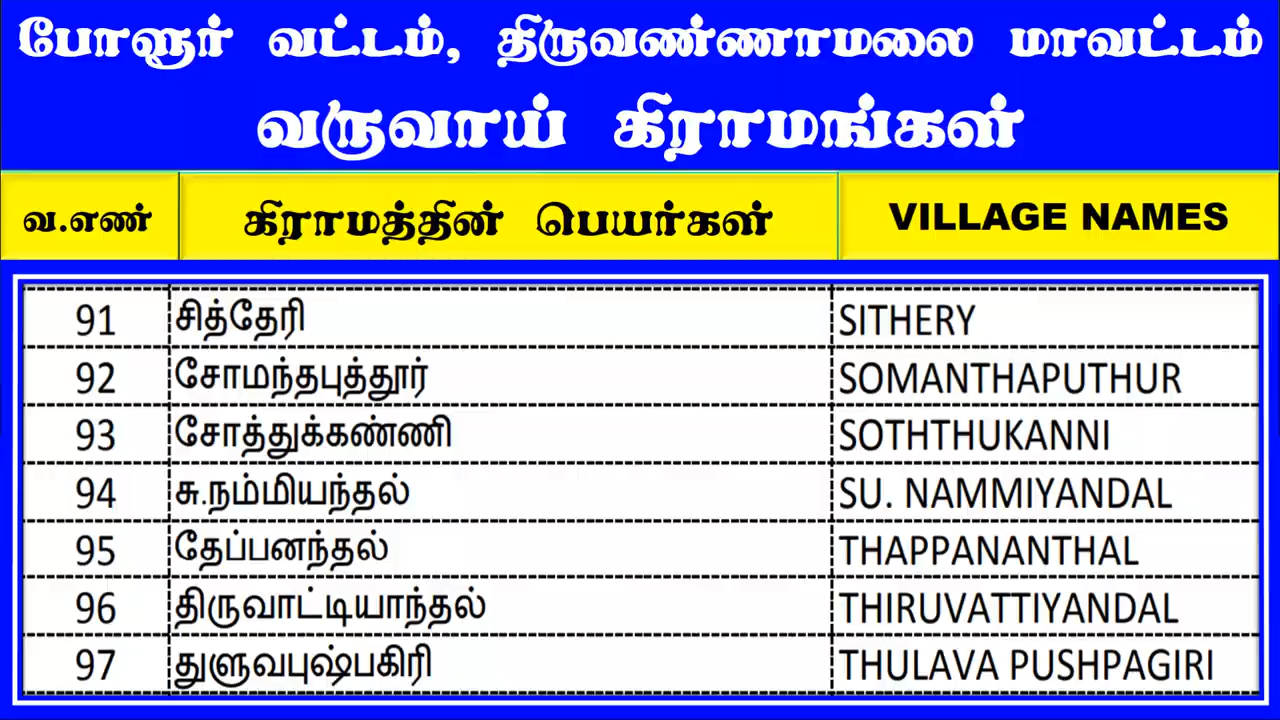 போளூர் வட்டம், திருவண்ணாமலை மாவட்டம்
வருவாய் கிராமங்கள்
வ.எண் கிராமத்தின் பெயர்கள் VILLAGE NAMES
91 சித்தேரி SITHERY
92 சோமந்தபுத்தூர் SOMANTHAPUTHUR
93 சோத்துக்கண்ணி SOTHTHUKANNI
94 சு.நம்மியந்தல் SU. NAMMIYANDAL
95 தேப்பனந்தல் THAPPANANTHAL
96 திருவாட்டியாந்தல் THIRUVATTIYANDAL
97 துளுவபுஷ்பகிரி THULAVA PUSHPAGIRI